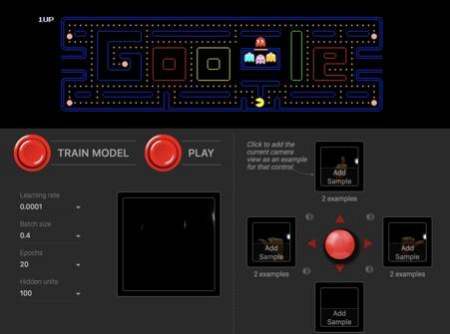 1UP
TRAIN MODEL
PLAY
Click to add the
current camera
view as an example
for that control.
Add
Sample
2 examples
Learning rate
0.0001
Batch size
0.4
Epochs
20
Hidden units
100
Add
Sample
2 examples
Add
Sample
2 examples
Add
Sample